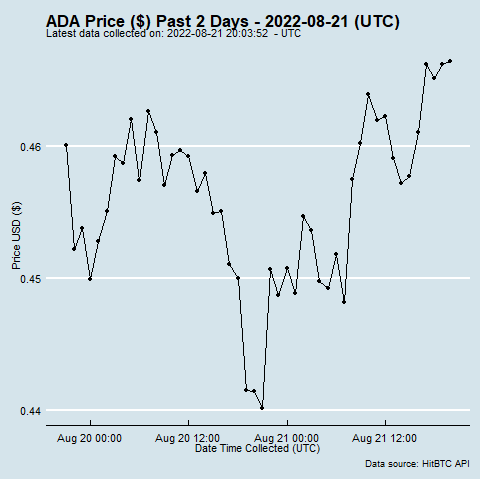 ADA Price ($) Past 2 Days - 2022-08-21 (UTC)
Latest data collected on: 2022-08-21 20:03:52 - UTC
0.46
0.45
0.44
Price USD ($)
Aug 20 00:00 Aug 20 12:00 Aug 21 00:00 Aug 21 12:00
Date Time Collected (UTC)
Data source: HitBTC API